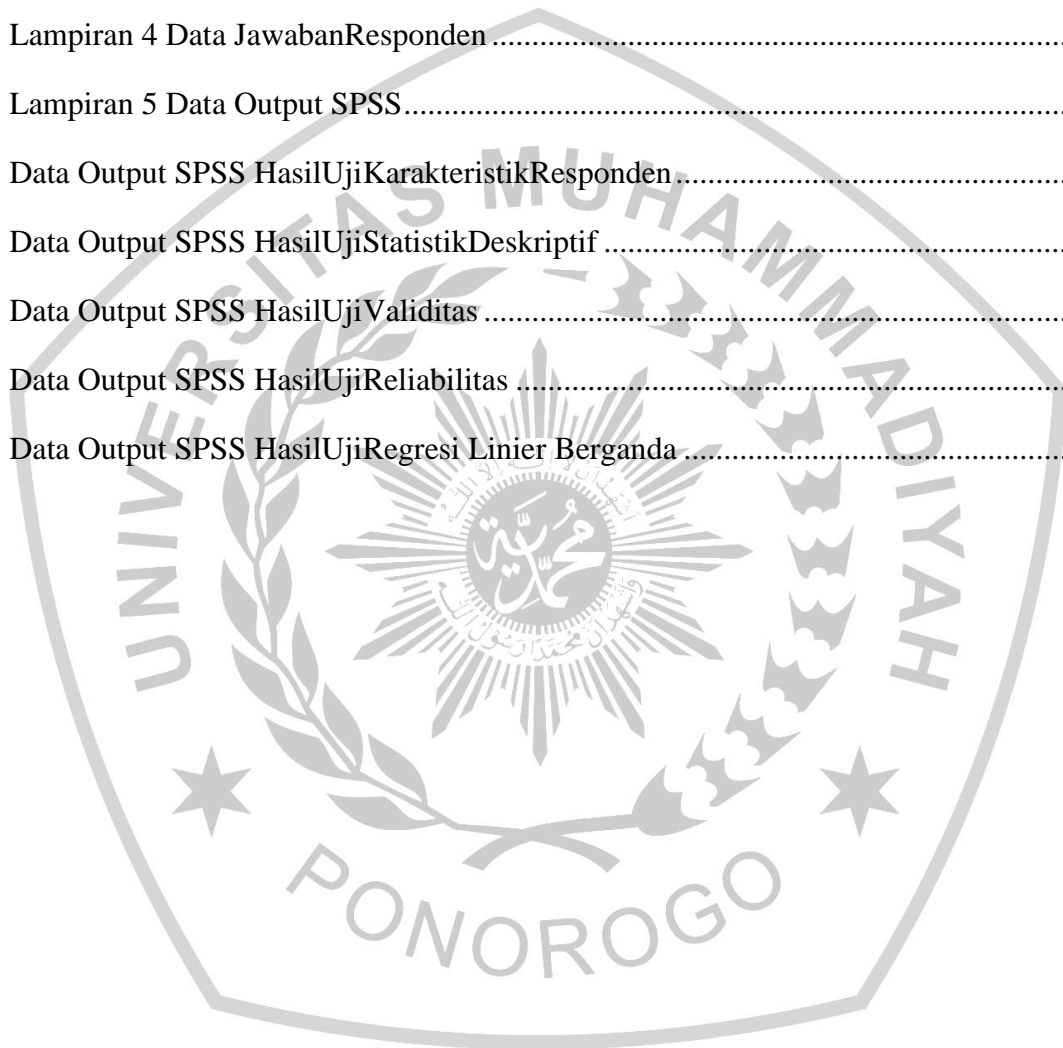 Lampiran 4 Data JawabanResponden ........................................................................
Lampiran 5 Data Output SPSS...................................................................................
Data Output SPSS HasilUjiKarakteristikResponden.................................................
Data Output SPSS HasilUjiStatistikDeskriptif ..........................................................
Data Output SPSS HasilUjiValiditas .........................................................................
Data Output SPSS HasilUjiReliabilitas .....................................................................
Data Output SPSS HasilUjiRegresi Linier Berganda ................................................
UNIVERSITAS MUHAMMADIYAH
PONOROGO